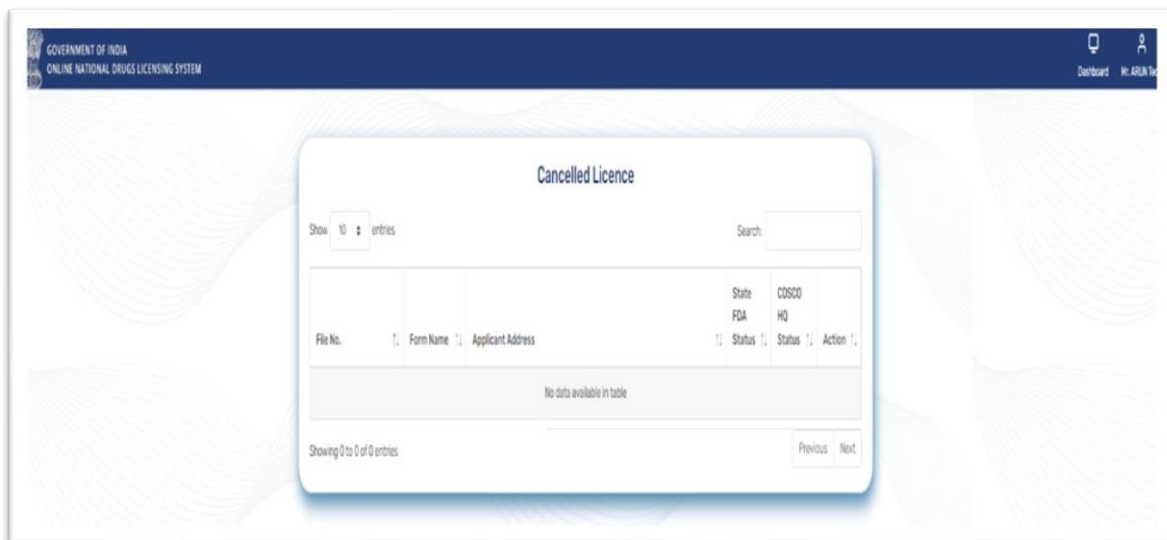 GOVERNMENT OF INDIA
ONLINE NATIONAL DRUGS LICENSING SYSTEM
Dashboard
Mr. ARUN
Cancelled Licence
Show 10 entries
Search:
File No. Form Name Applicant Address State FDA Status CDSCO HQ Status Action
No data available in table
Showing 0 to 0 of 0 entries
Previous Next